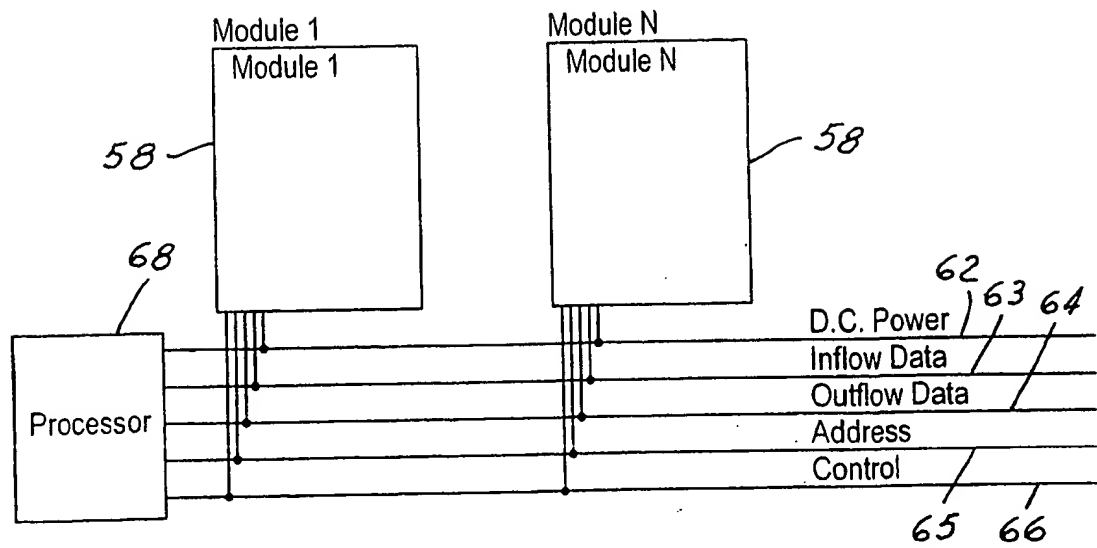 Module 1
Module N
Module 1
Module N
58
58
68
62
63
64
D.C. Power
Inflow Data
Outflow Data
Processor
Address
Control
65
66